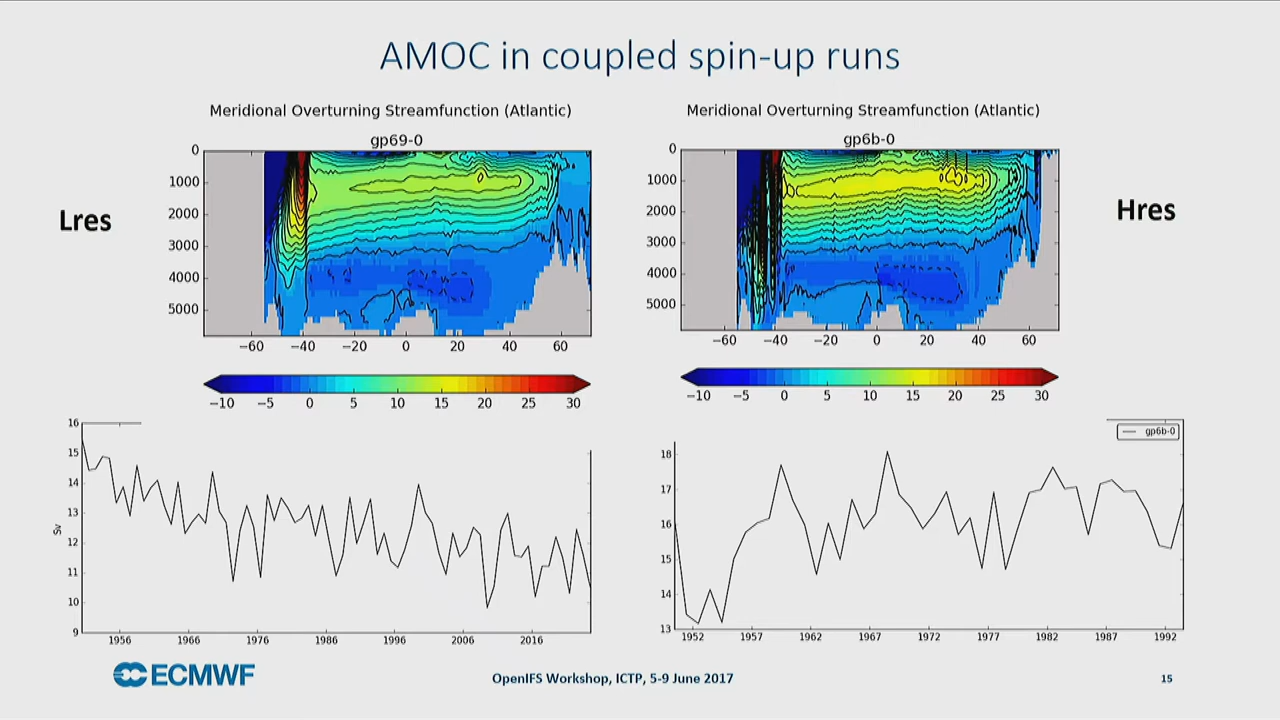 AMOC in coupled spin-up runs
Meridional Overturning Streamfunction (Atlantic)
gp69-0
0
1000
2000
3000
4000
5000
−60 −40 −20 0 20 40 60
−10 −5 0 5 10 15 20 25 30
Lres
Meridional Overturning Streamfunction (Atlantic)
gp6b-0
0
1000
2000
3000
4000
5000
−60 −40 −20 0 20 40 60
−10 −5 0 5 10 15 20 25 30
Hres
16
15
14
13
12
11
10
9
Sv
1956 1966 1976 1986 1996 2006 2016
gp6b-0
18
17
16
15
14
13
1952 1957 1962 1967 1972 1977 1982 1987 1992
ECMWF
OpenIFS Workshop, ICTP, 5-9 June 2017
15